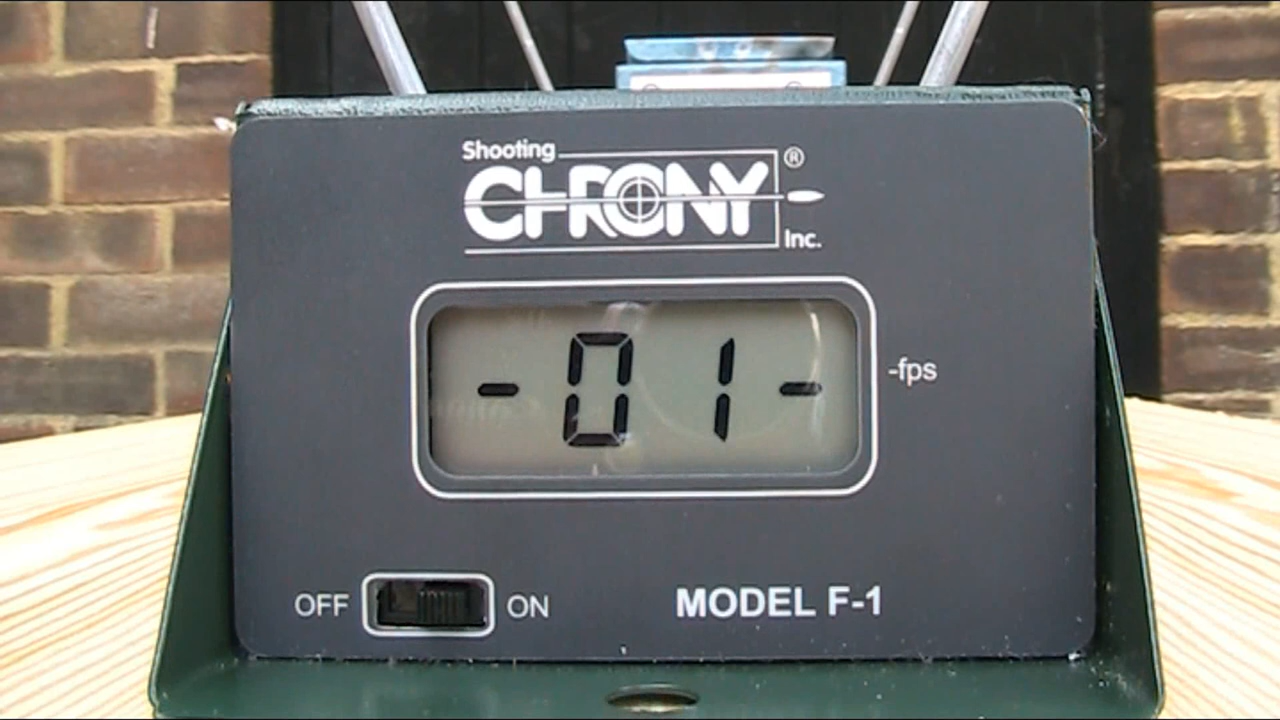 Shooting
CHRONY®
Inc.
-01-
-fps
OFF ON
MODEL F-1